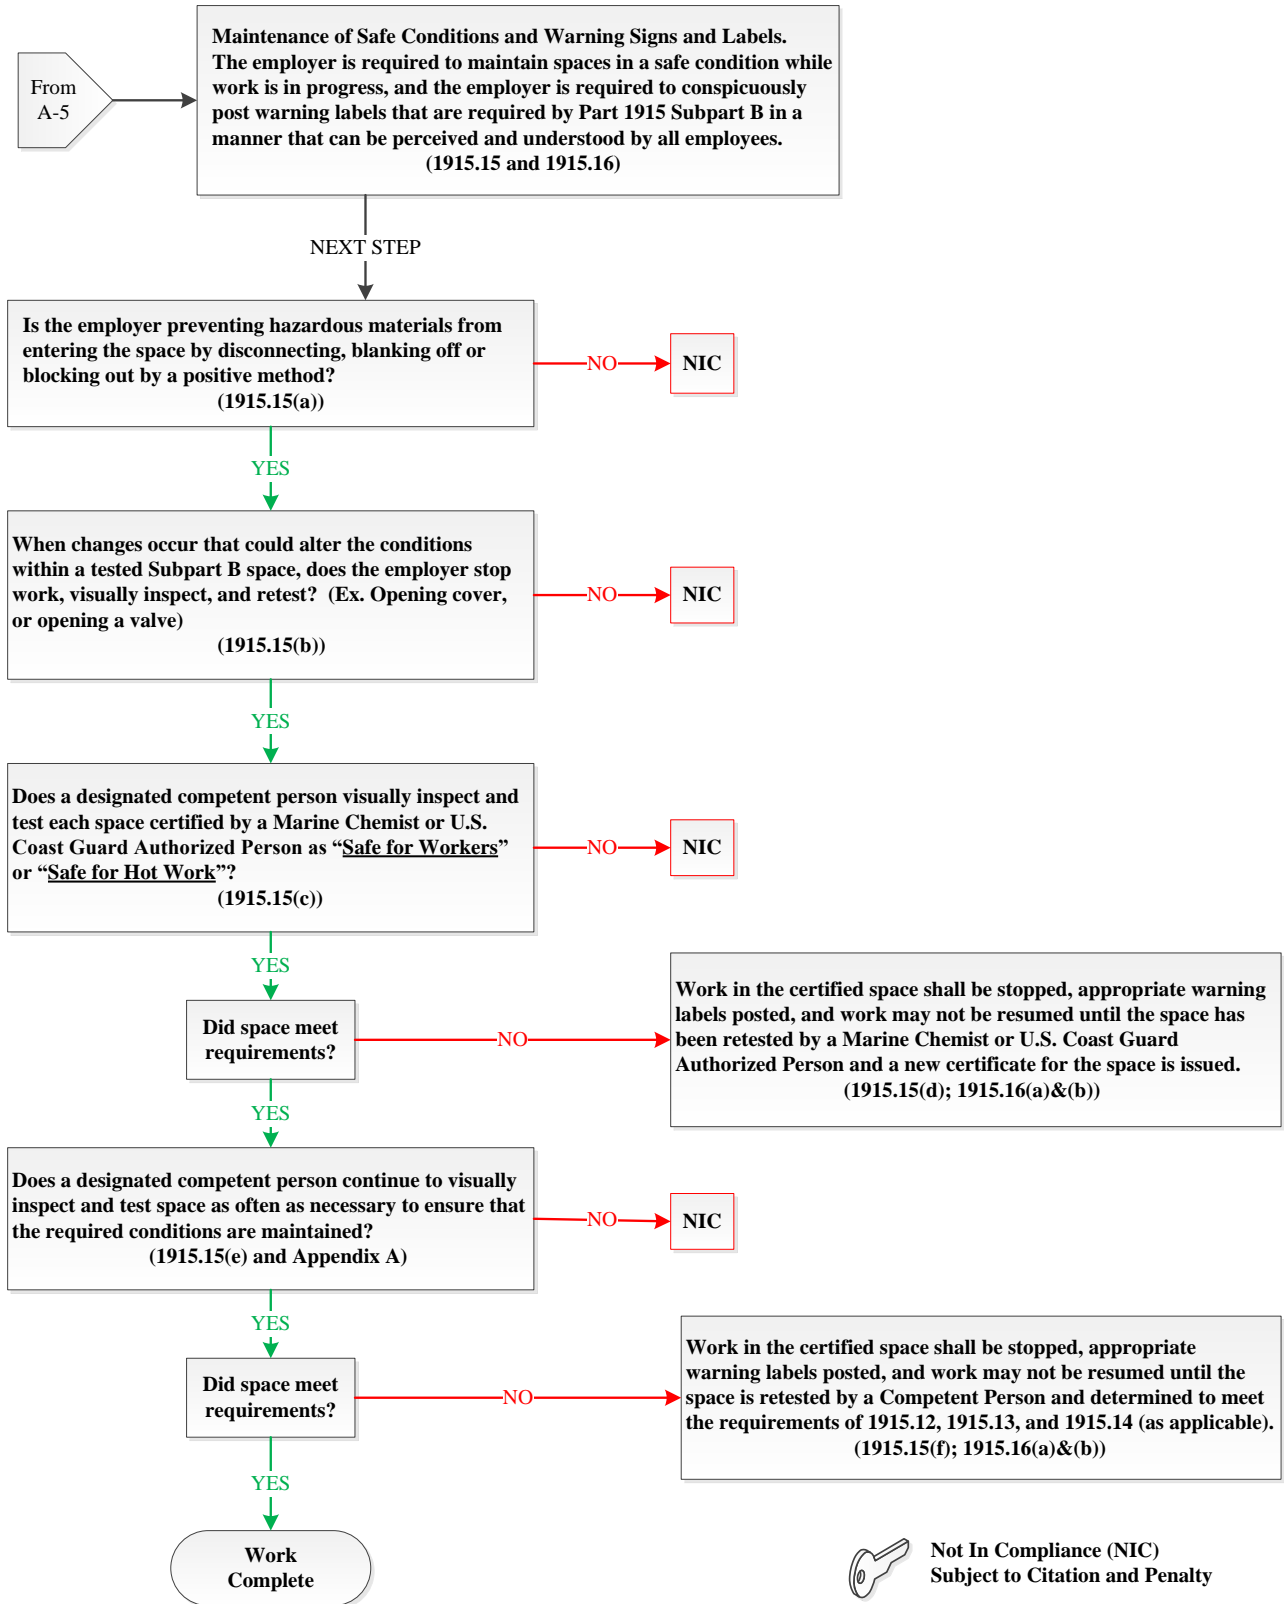 From
A-5
Maintenance of Safe Conditions and Warning Signs and Labels.
The employer is required to maintain spaces in a safe condition while
work is in progress, and the employer is required to conspicuously
post warning labels that are required by Part 1915 Subpart B in a
manner that can be perceived and understood by all employees.
(1915.15 and 1915.16)
NEXT STEP
Is the employer preventing hazardous materials from
entering the space by disconnecting, blanking off or
blocking out by a positive method?
(1915.15(a))
NO
NIC
YES
When changes occur that could alter the conditions
within a tested Subpart B space, does the employer stop
work, visually inspect, and retest?  (Ex. Opening cover,
or opening a valve)
(1915.15(b))
NO
NIC
YES
Does a designated competent person visually inspect and
test each space certified by a Marine Chemist or U.S.
Coast Guard Authorized Person as “Safe for Workers”
or “Safe for Hot Work”?
(1915.15(c))
NO
NIC
YES
Did space meet
requirements?
NO
Work in the certified space shall be stopped, appropriate warning
labels posted, and work may not be resumed until the space has
been retested by a Marine Chemist or U.S. Coast Guard
Authorized Person and a new certificate for the space is issued.
(1915.15(d); 1915.16(a)&(b))
YES
Does a designated competent person continue to visually
inspect and test space as often as necessary to ensure that
the required conditions are maintained?
(1915.15(e) and Appendix A)
NO
NIC
YES
Did space meet
requirements?
NO
Work in the certified space shall be stopped, appropriate
warning labels posted, and work may not be resumed until the
space is retested by a Competent Person and determined to meet
the requirements of 1915.12, 1915.13, and 1915.14 (as applicable).
(1915.15(f); 1915.16(a)&(b))
YES
Work
Complete
Not In Compliance (NIC)
Subject to Citation and Penalty